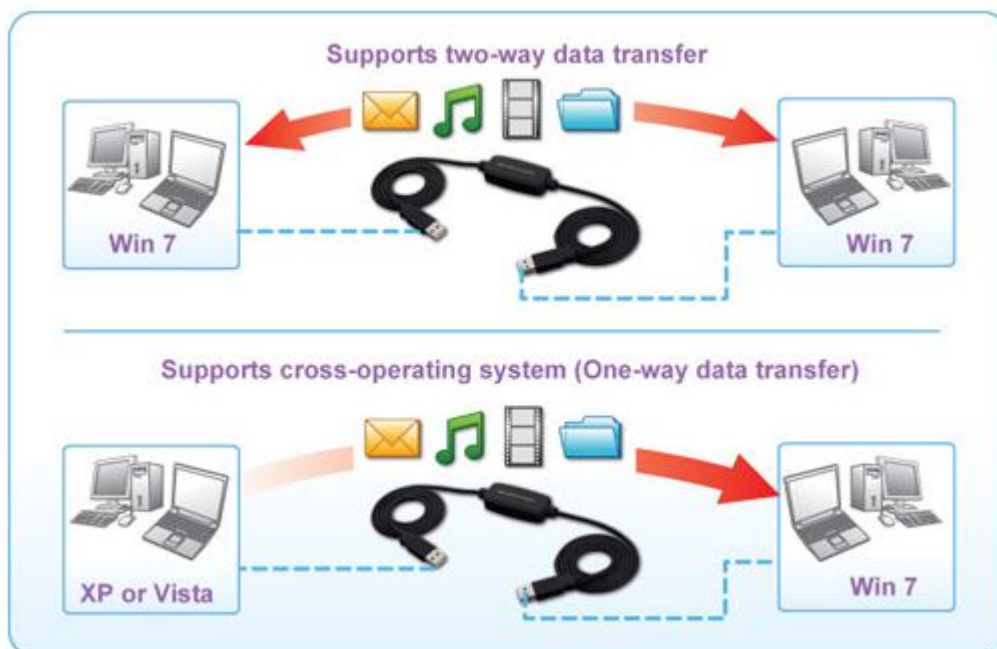 Supports two-way data transfer
Win 7
Win 7
Supports cross-operating system (One-way data transfer)
XP or Vista
Win 7